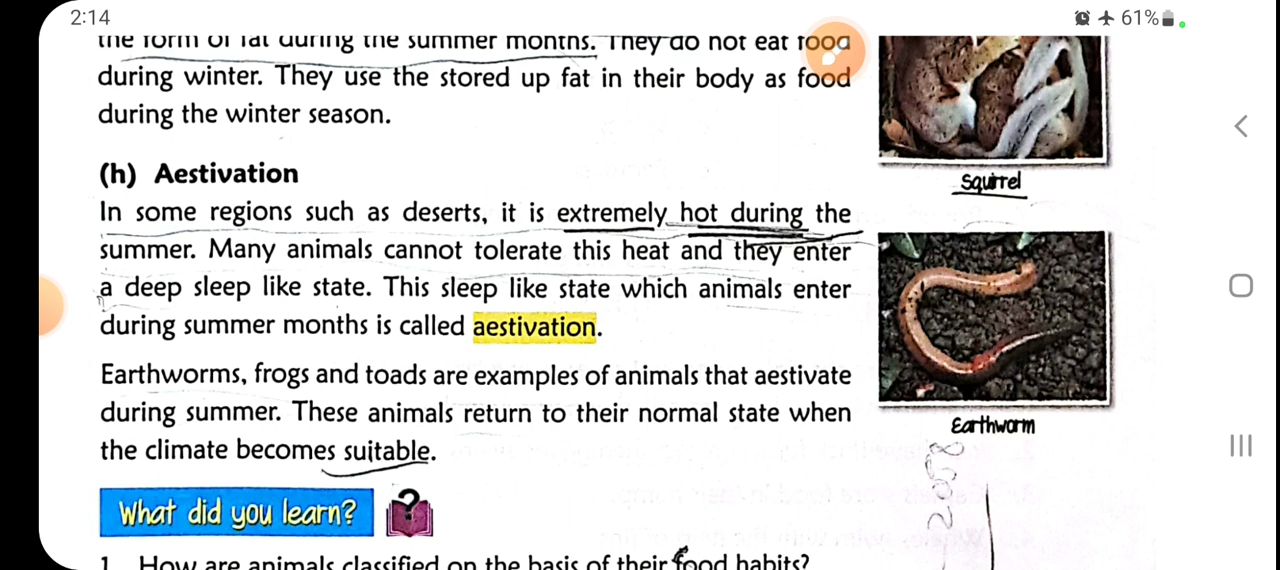 2:14
61%
the form of fat during the summer months. They do not eat food
during winter. They use the stored up fat in their body as food
during the winter season.
squirrel
(h) Aestivation
In some regions such as deserts, it is extremely hot during the
summer. Many animals cannot tolerate this heat and they enter
a deep sleep like state. This sleep like state which animals enter
during summer months is called aestivation.
Earthworms, frogs and toads are examples of animals that aestivate
during summer. These animals return to their normal state when
the climate becomes suitable.
Earthworm
What did you learn?
1. How are animals classified on the basis of their food habits?